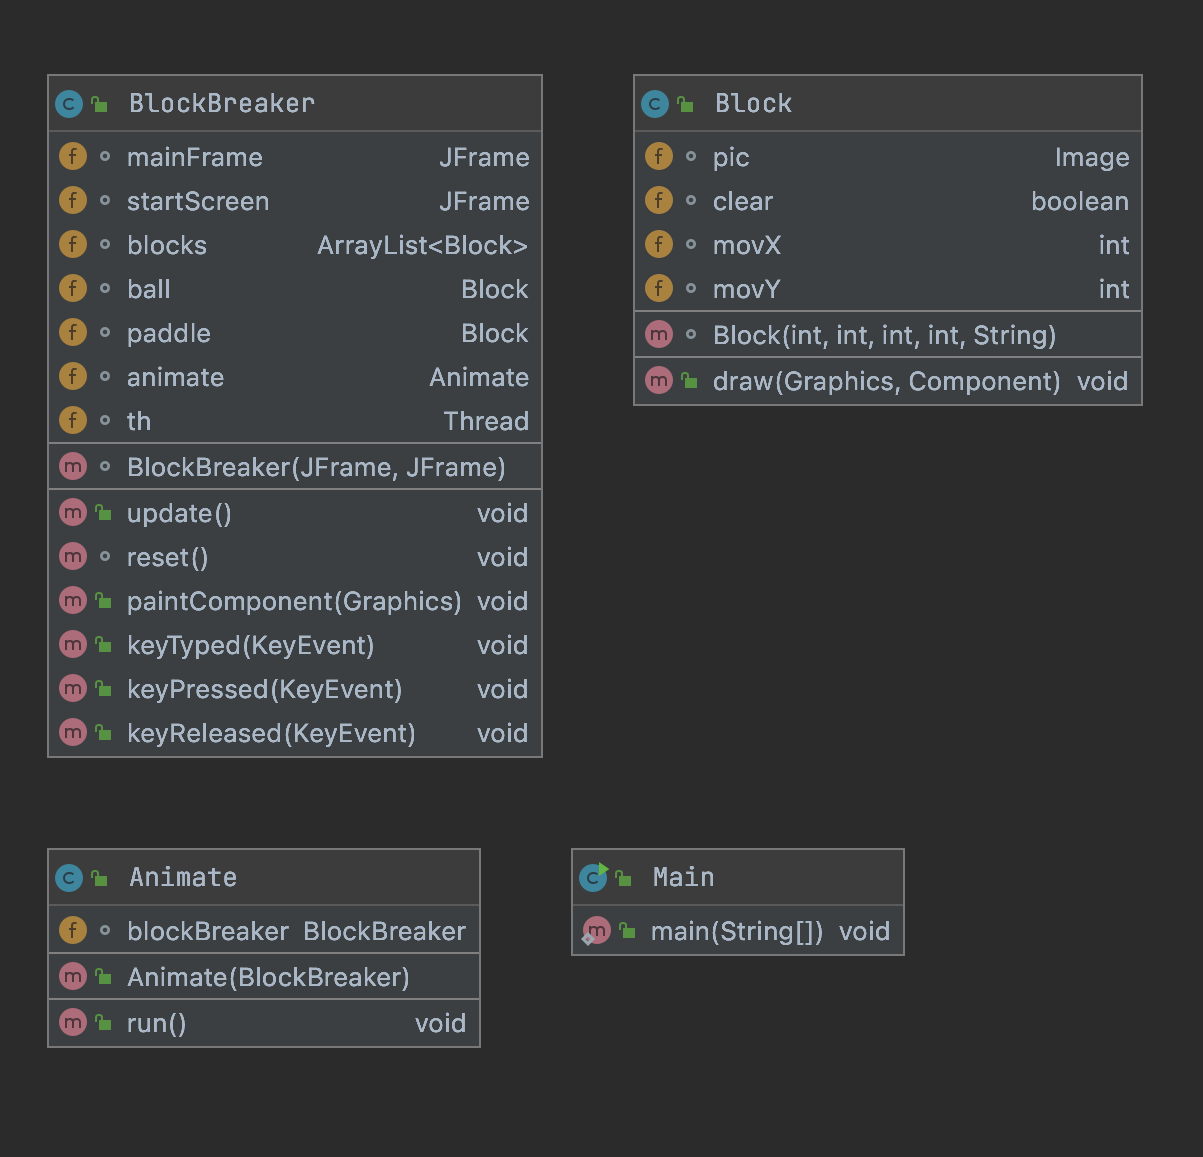 BlockBreaker
mainFrame JFrame
startScreen JFrame
blocks ArrayList<Block>
ball Block
paddle Block
animate Animate
th Thread
BlockBreaker(JFrame, JFrame)
update() void
reset() void
paintComponent(Graphics) void
keyTyped(KeyEvent) void
keyPressed(KeyEvent) void
keyReleased(KeyEvent) void
Block
pic Image
clear boolean
movX int
movY int
Block(int, int, int, int, String)
draw(Graphics, Component) void
Animate
blockBreaker BlockBreaker
Animate(BlockBreaker)
run() void
Main
main(String[]) void